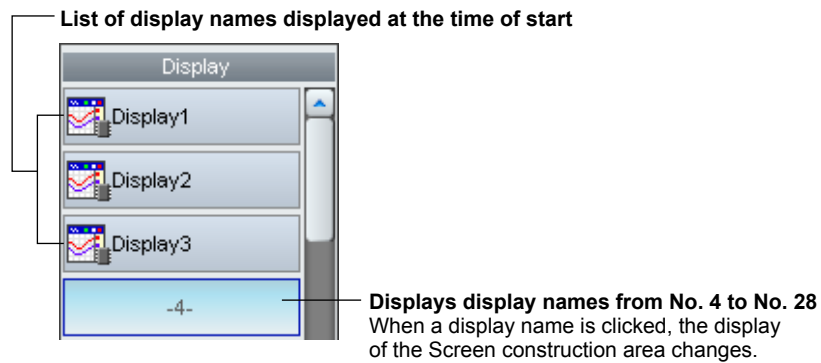 List of display names displayed at the time of start
Display
Display1
Display2
Display3
-4-
Displays display names from No. 4 to No. 28
When a display name is clicked, the display
of the Screen construction area changes.